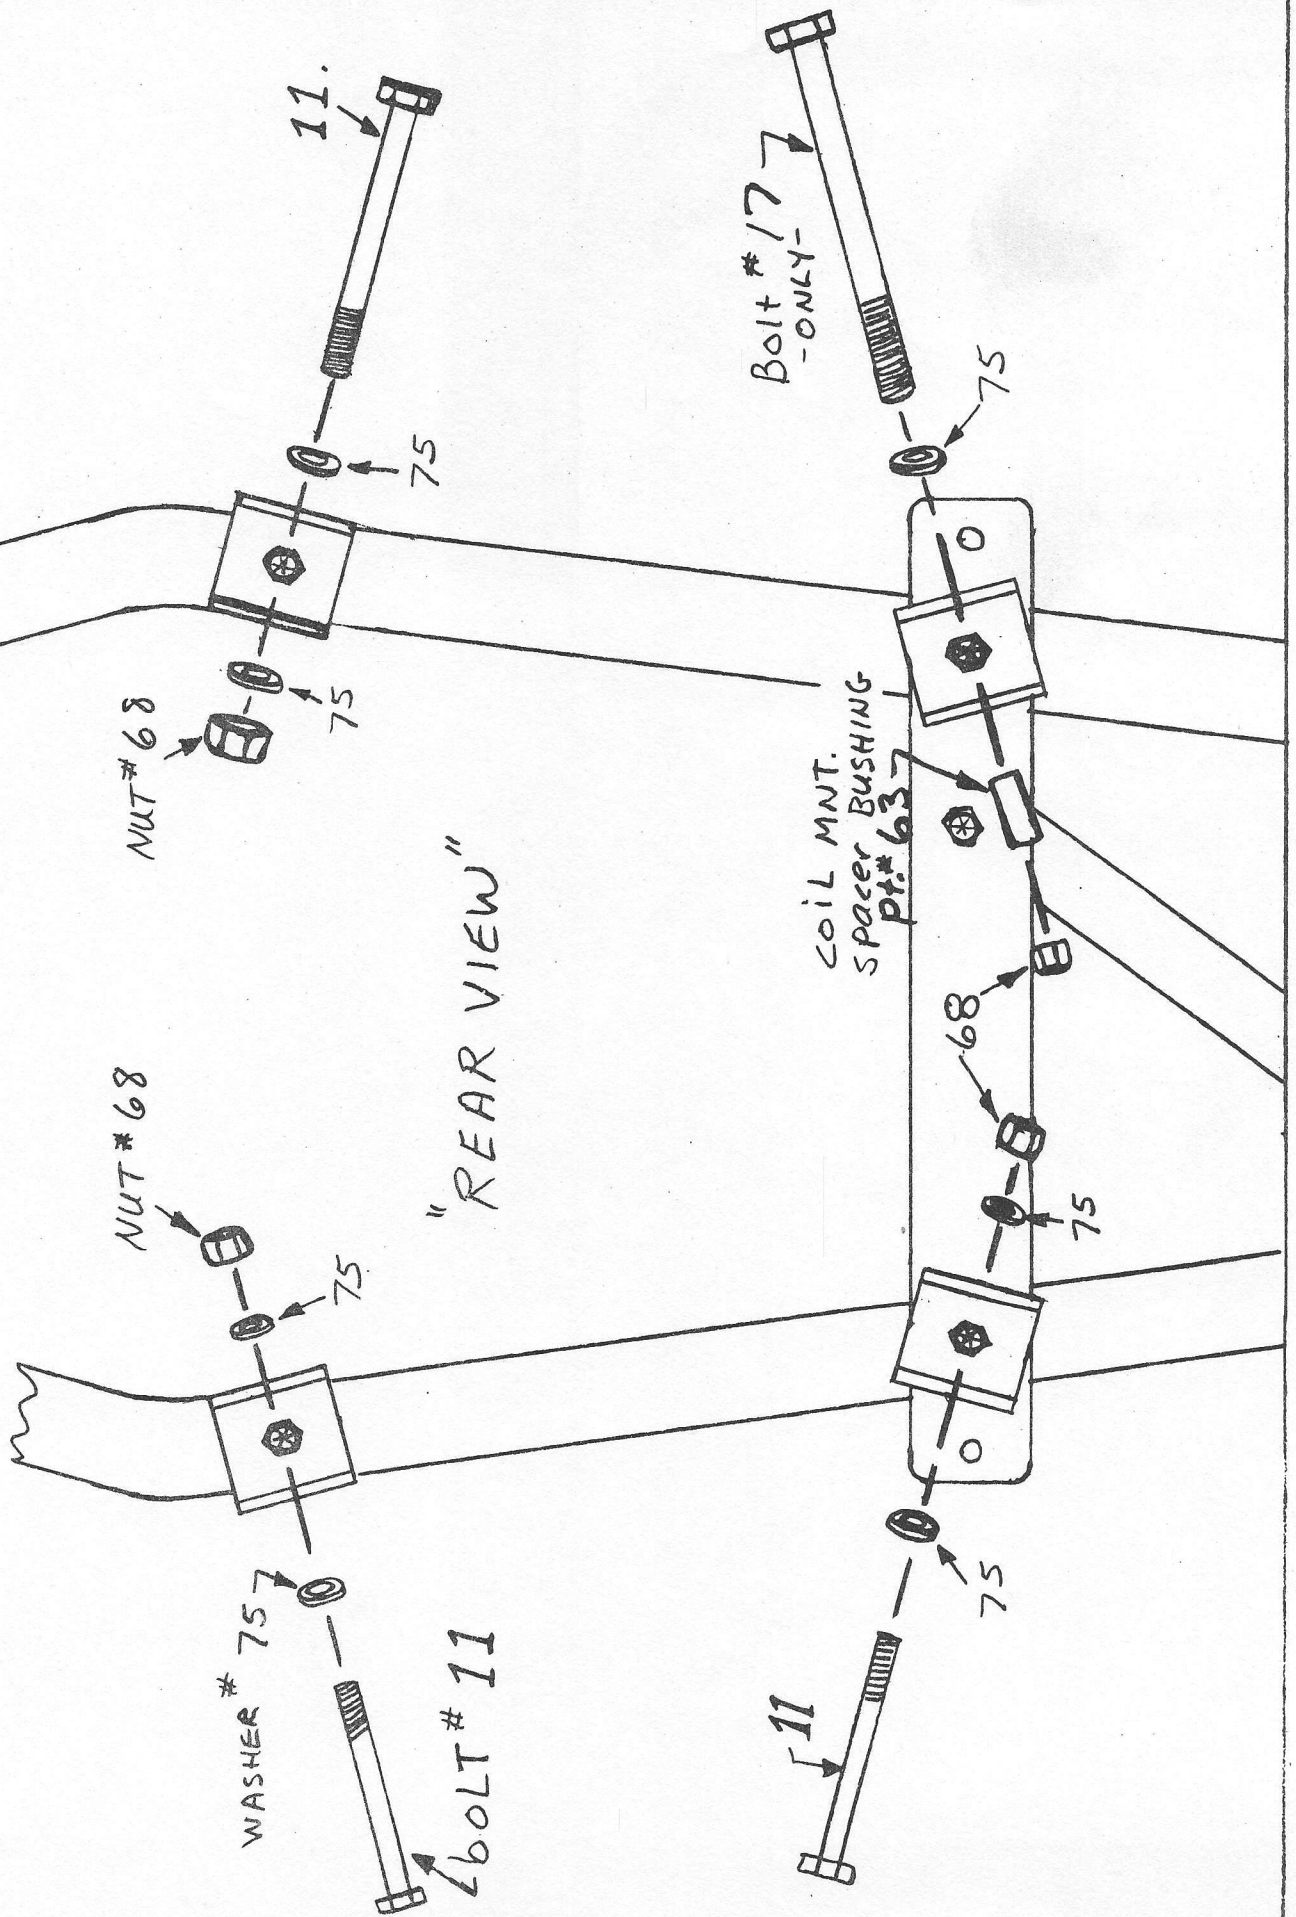 NUT #68
NUT #68
WASHER # 75
11.
75
75
75
bOLT # 11
"REAR VIEW"
Bolt # 17
-ONLY-
11
COiL MNT.
SPacer BUSHING
pt.# 63
68
75
75
75